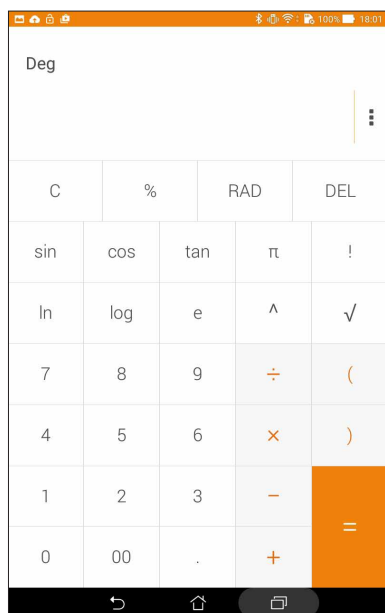 100% 18:01
Deg
C % RAD DEL
sin cos tan π !
ln log e ^ √
7 8 9 ÷ (
4 5 6 × )
1 2 3 −
=
0 00 . +